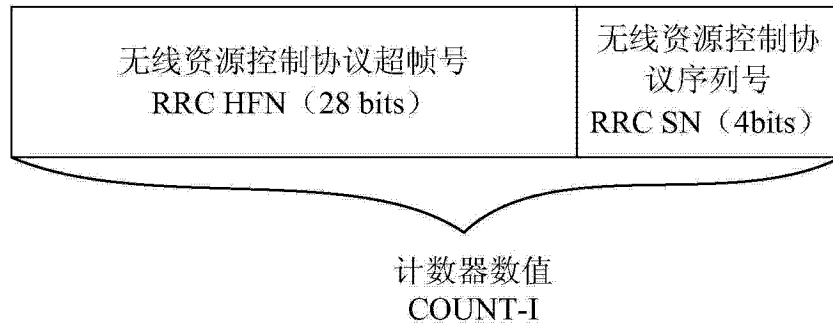 无线资源控制协议超帧号
RRC HFN（28 bits）
无线资源控制协
议序列号
RRC SN（4bits）
计数器数值
COUNT-I